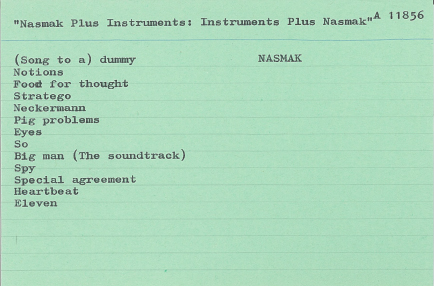 "Nasmak Plus Instruments: Instruments Plus Nasmak" A 11856
(Song to a) dummy NASMAK
Notions
Food for thought
Stratego
Neckermann
Pig problems
Eyes
So
Big man (The soundtrack)
Spy
Special agreement
Heartbeat
Eleven